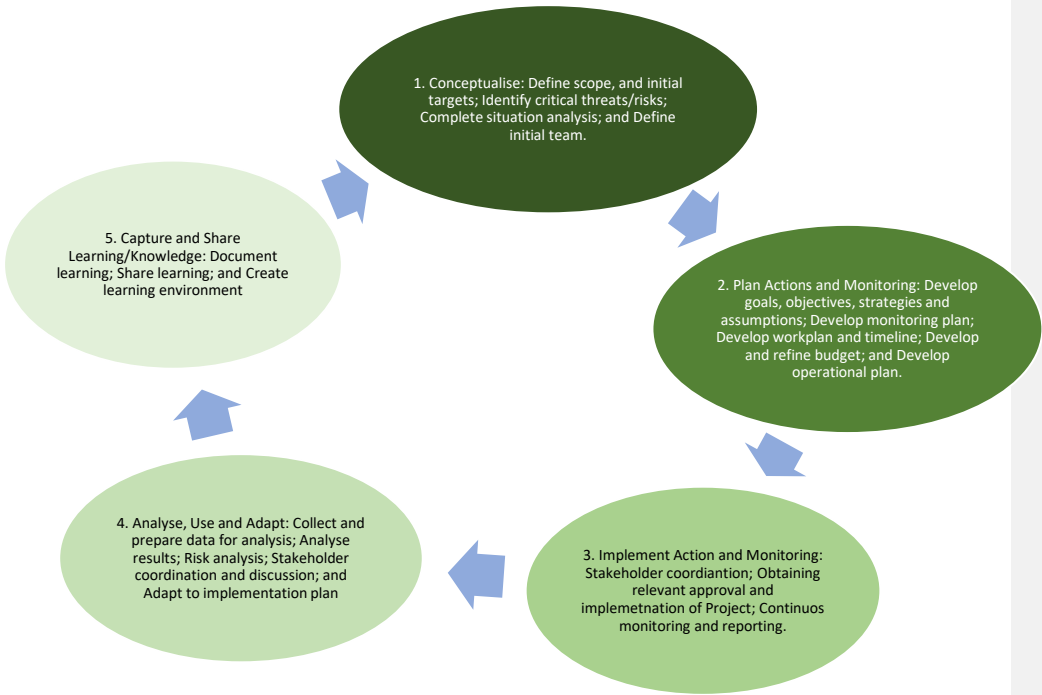 1. Conceptualise: Define scope, and initial
targets; Identify critical threats/risks;
Complete situation analysis; and Define
initial team.
2. Plan Actions and Monitoring: Develop
goals, objectives, strategies and
assumptions; Develop monitoring plan;
Develop workplan and timeline; Develop
and refine budget; and Develop
operational plan.
3. Implement Action and Monitoring:
Stakeholder coordiantion; Obtaining
relevant approval and
implemetnation of Project; Continuos
monitoring and reporting.
4. Analyse, Use and Adapt: Collect and
prepare data for analysis; Analyse
results; Risk analysis; Stakeholder
coordination and discussion; and
Adapt to implementation plan
5. Capture and Share
Learning/Knowledge: Document
learning; Share learning; and Create
learning environment